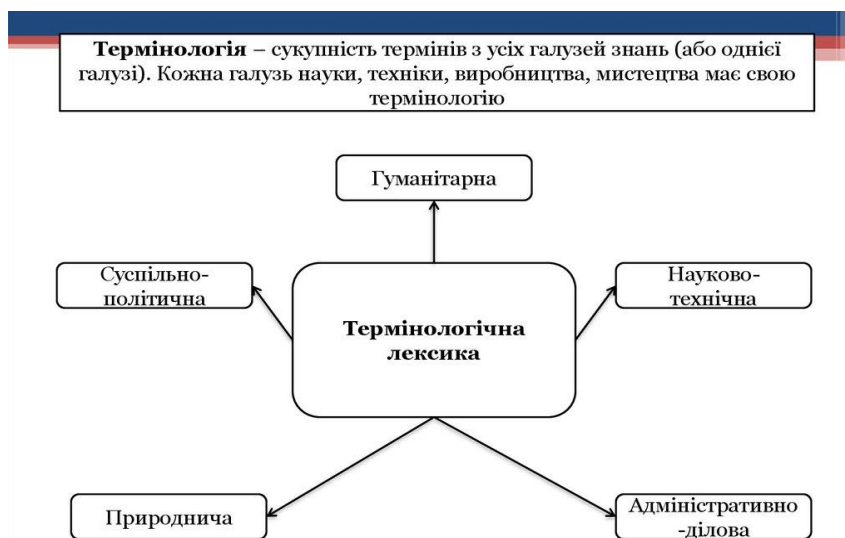 Термінологія – сукупність термінів з усіх галузей знань (або однієї
галузі). Кожна галузь науки, техніки, виробництва, мистецтва має свою
термінологію
Гуманітарна
Суспільно-
політична
Науково-
технічна
Термінологічна
лексика
Природнича
Адміністративно
-ділова